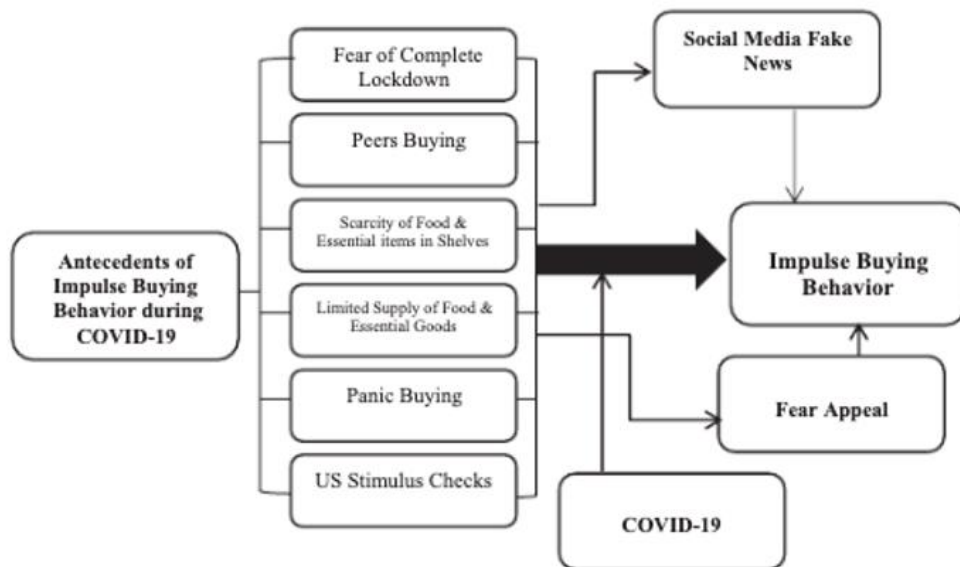 Fear of Complete
Lockdown
Peers Buying
Scarcity of Food &
Essential items in Shelves
Limited Supply of Food &
Essential Goods
Panic Buying
US Stimulus Checks
Antecedents of
Impulse Buying
Behavior during
COVID-19
Social Media Fake
News
Impulse Buying
Behavior
Fear Appeal
COVID-19